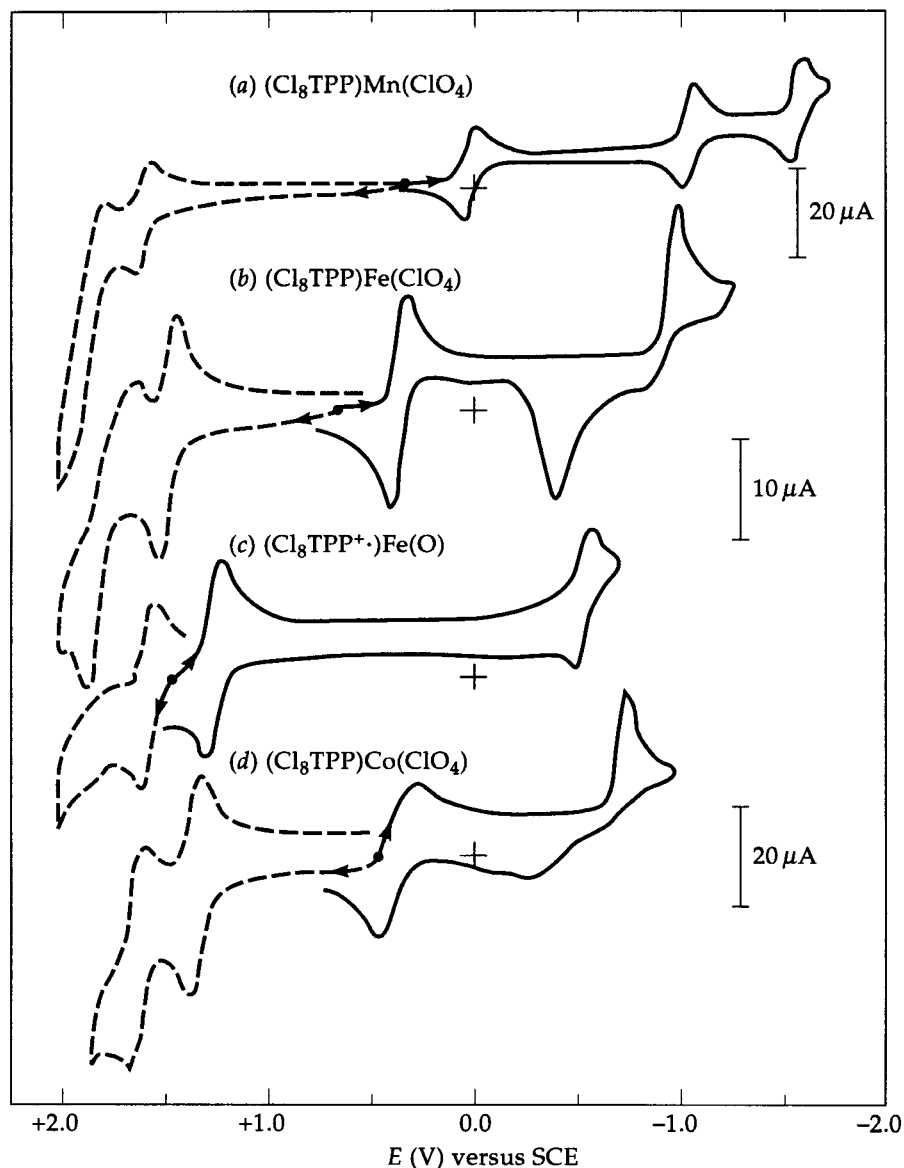 (a) (Cl₈TPP)Mn(ClO₄)
20 μA
(b) (Cl₈TPP)Fe(ClO₄)
10 μA
(c) (Cl₈TPP⁺·)Fe(O)
(d) (Cl₈TPP)Co(ClO₄)
20 μA
+2.0 +1.0 0.0 –1.0 –2.0
E (V) versus SCE